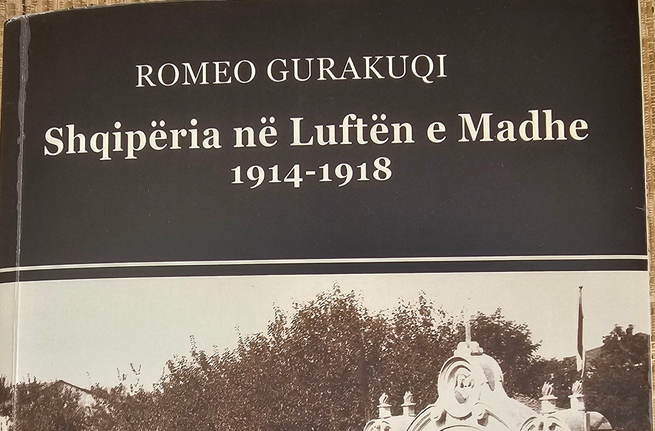 ROMEO GURAKUQI
Shqipëria në Luftën e Madhe
1914-1918